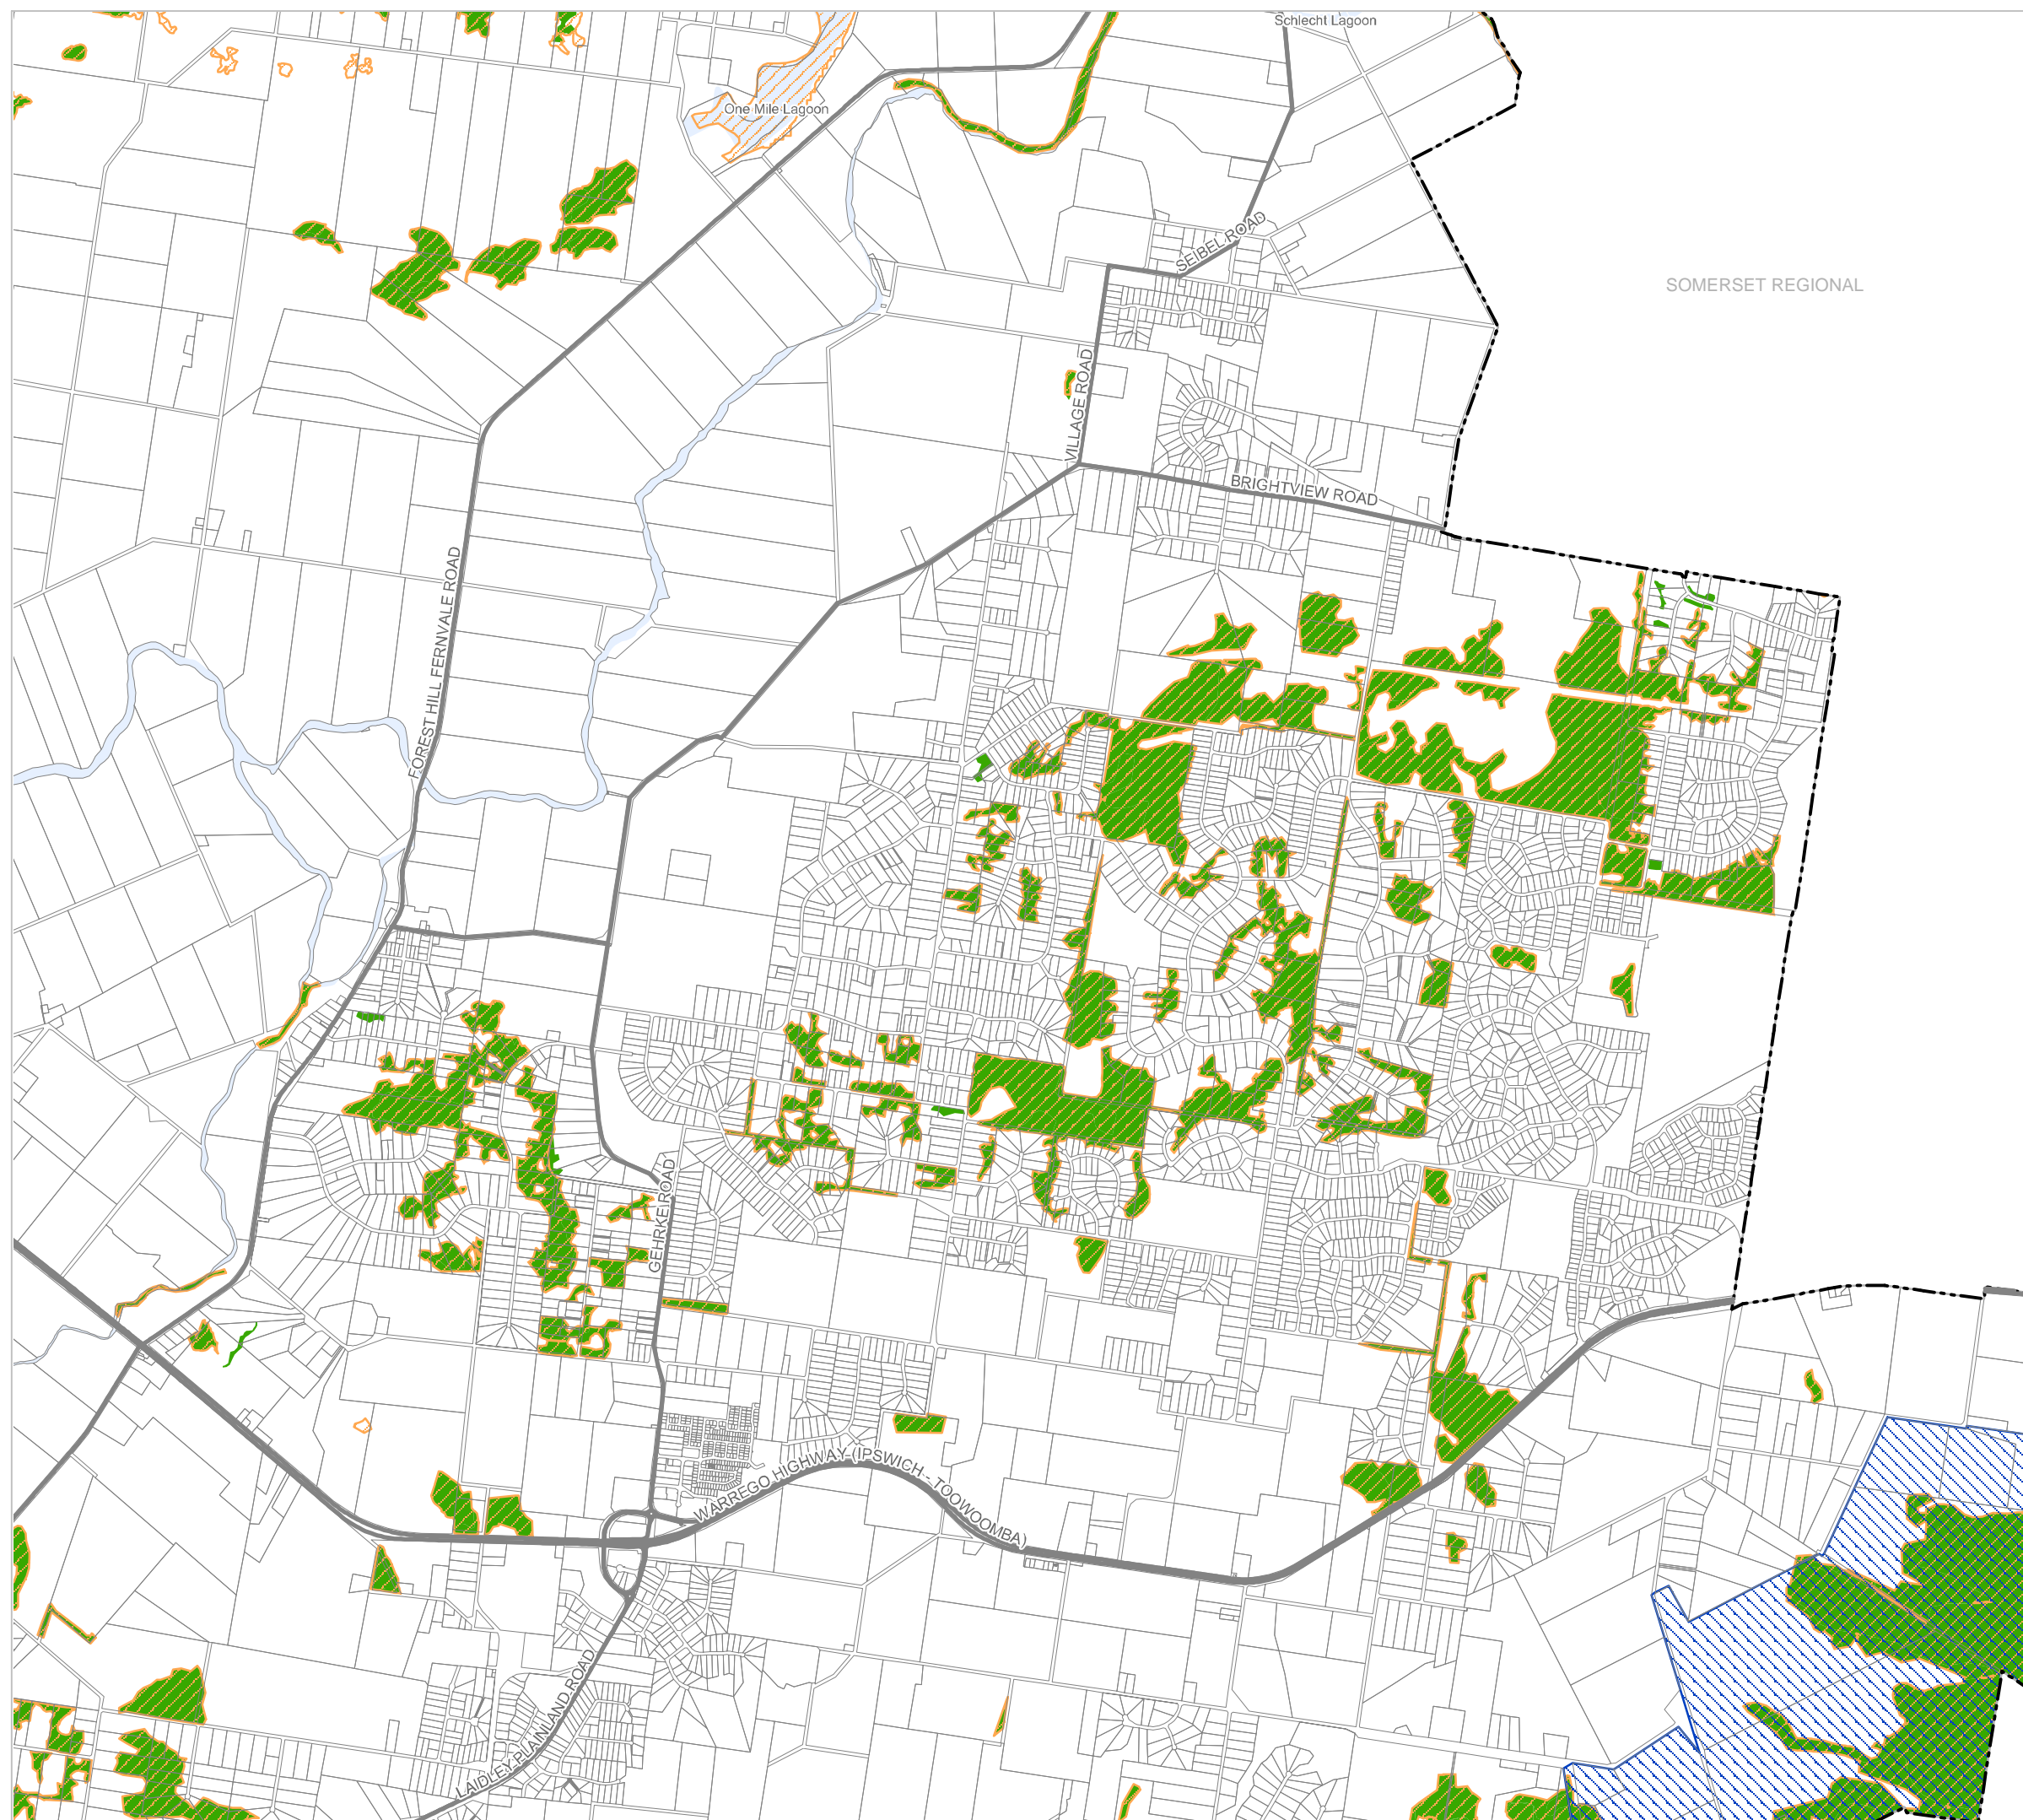 Schlecht Lagoon
One Mile Lagoon
SEIBEL ROAD
SOMERSET REGIONAL
VILLAGE ROAD
BRIGHTVIEW ROAD
FOREST HILL FERNVALE ROAD
GEHRKE ROAD
WARREGO HIGHWAY (IPSWICH - TOOWOOMBA)
LAIDLEY PLAINLAND ROAD